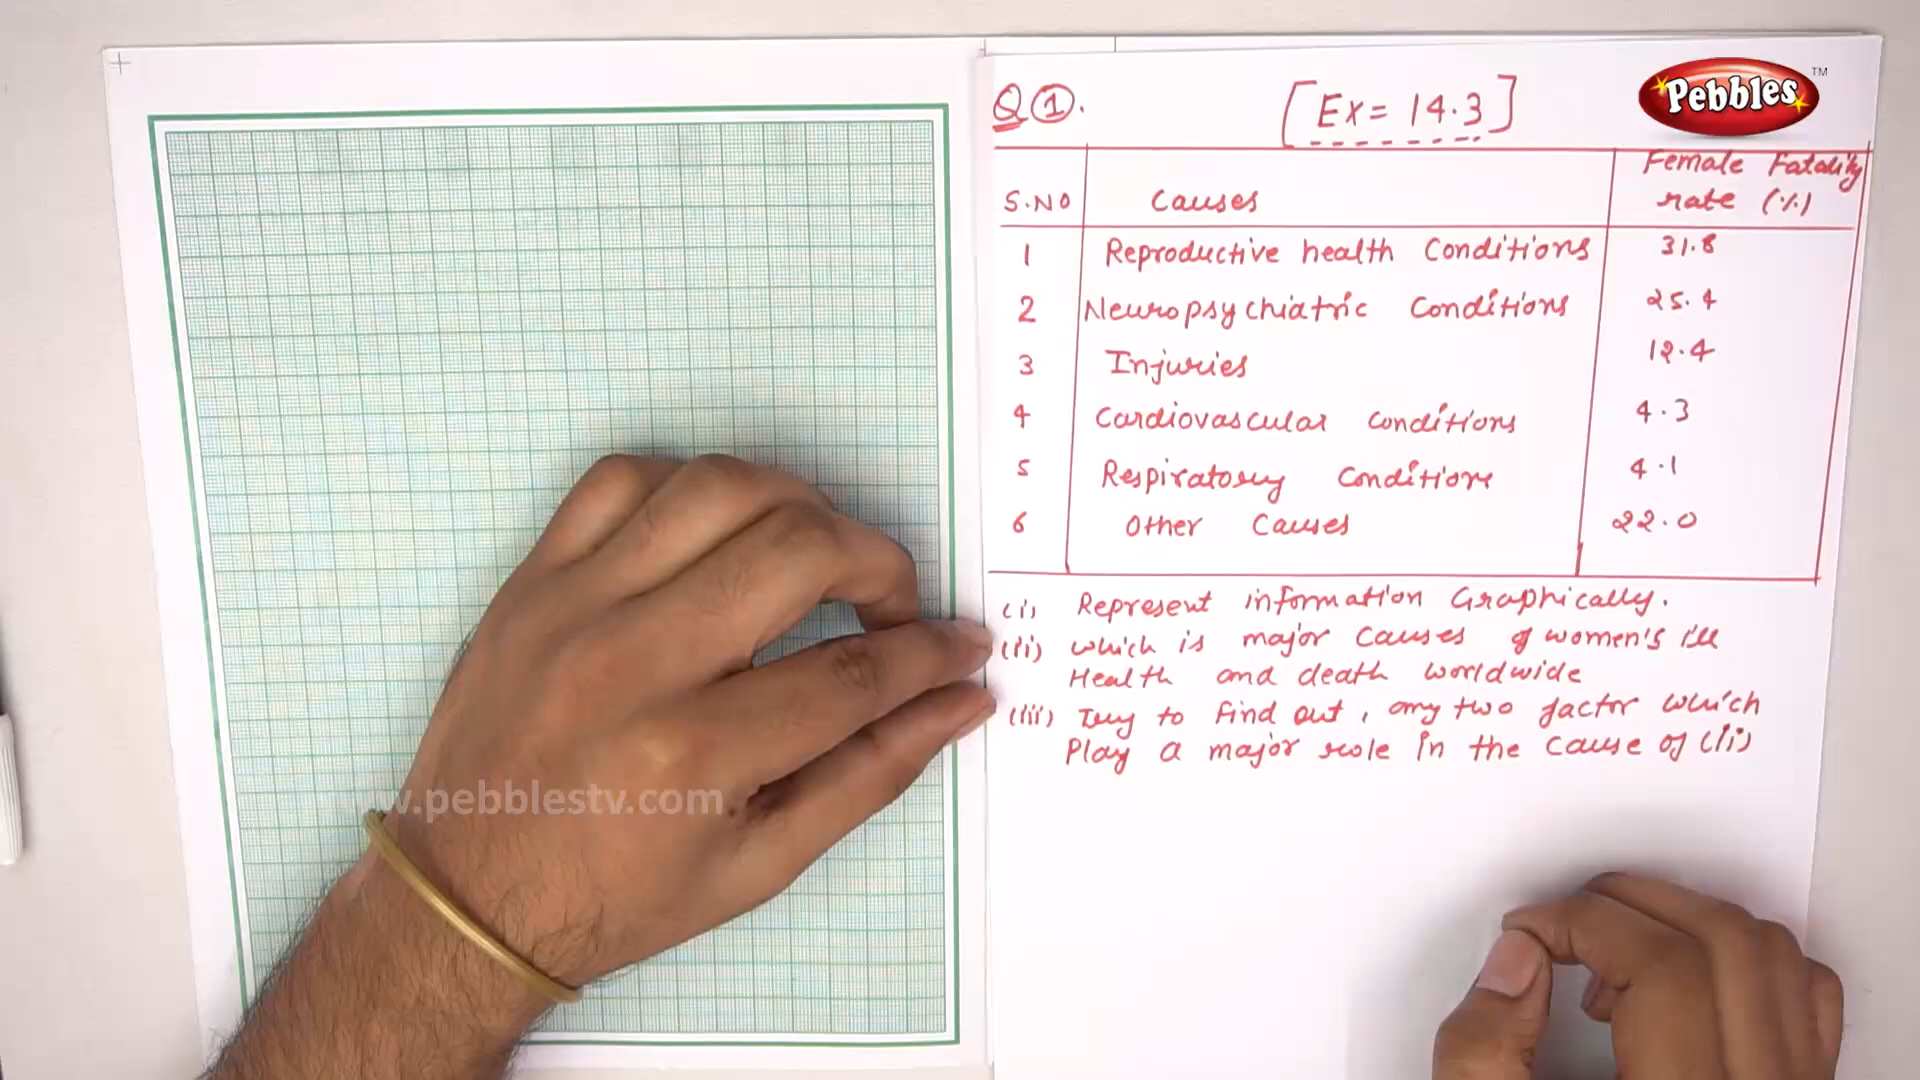 Q ①.
[Ex = 14.3]
Pebbles TM
S.NO Causes Female Fatality rate (%)
1 Reproductive health Conditions 31.8
2 Neuropsychiatric Conditions 25.4
3 Injuries 12.4
4 Cardiovascular conditions 4.3
5 Respiratory Conditions 4.1
6 Other Causes 22.0
(i) Represent information Graphically.
(ii) which is major causes of women's ill
Health and death worldwide
(iii) Try to find out, any two factor which
Play a major role in the cause of (ii)
w.pebblestv.com